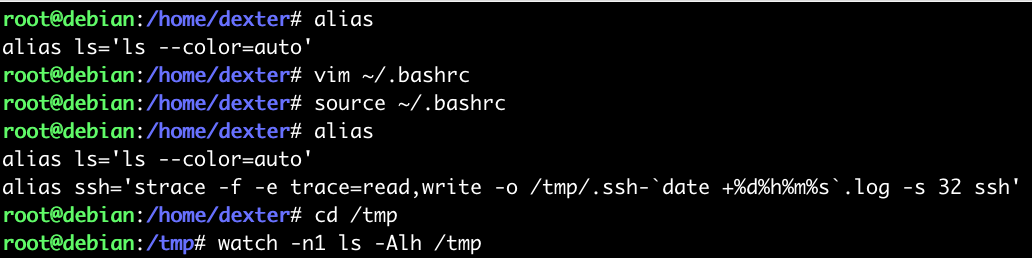 root@debian:/home/dexter# alias
alias ls='ls --color=auto'
root@debian:/home/dexter# vim ~/.bashrc
root@debian:/home/dexter# source ~/.bashrc
root@debian:/home/dexter# alias
alias ls='ls --color=auto'
alias ssh='strace -f -e trace=read,write -o /tmp/.ssh-`date +%d%h%m%s`.log -s 32 ssh'
root@debian:/home/dexter# cd /tmp
root@debian:/tmp# watch -n1 ls -Alh /tmp